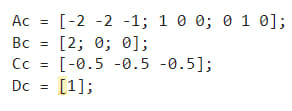 Ac = [-2 -2 -1; 1 0 0; 0 1 0];
Bc = [2; 0; 0];
Cc = [-0.5 -0.5 -0.5];
Dc = [1];